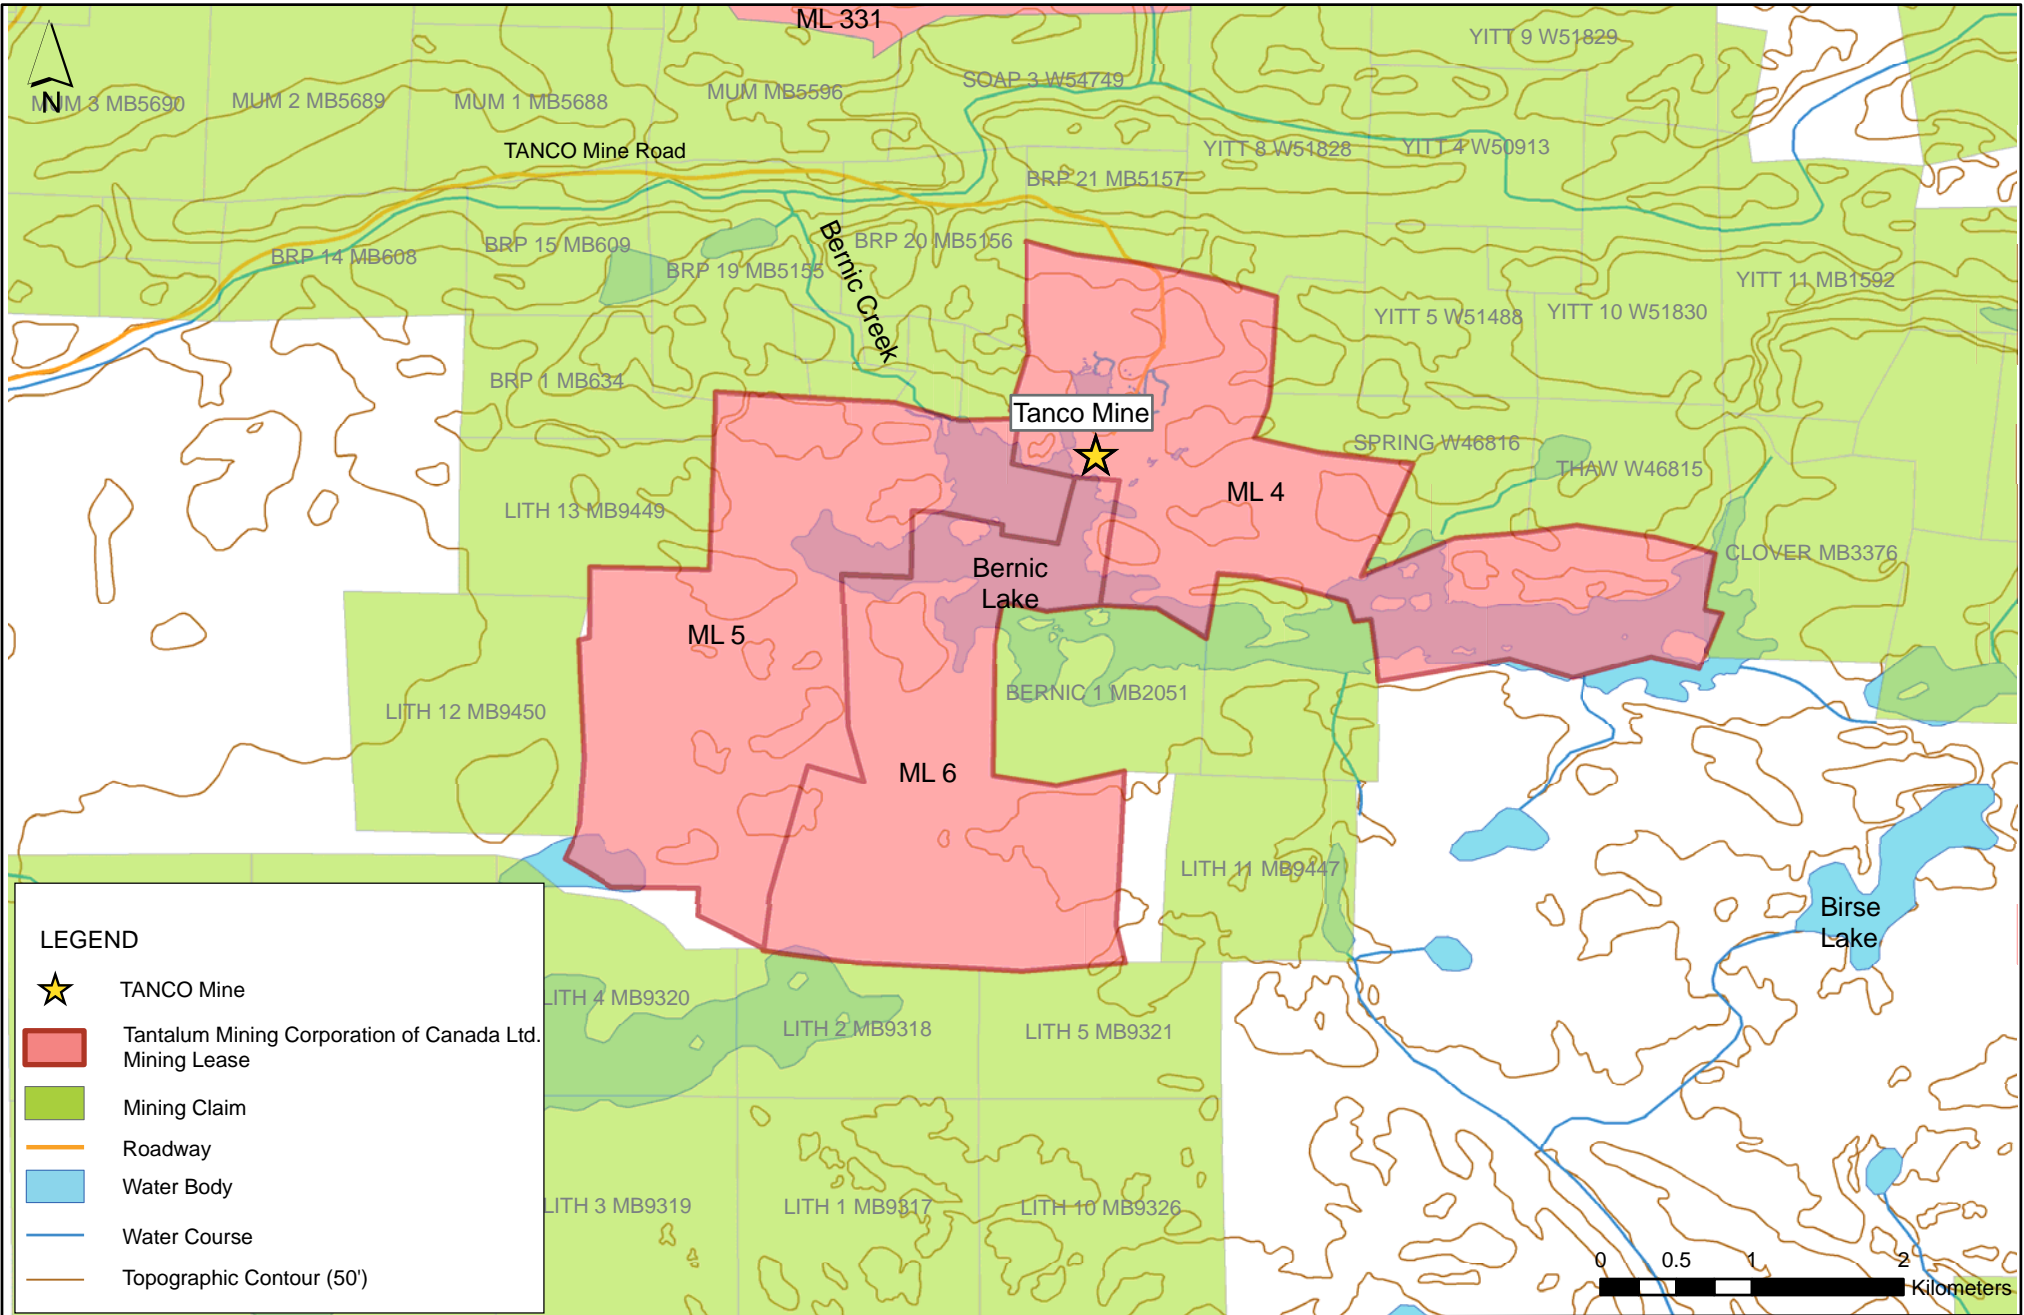 ML 331
YITT 9 W51829
SOAP 3 W54749
MUM MB5596
MUM 1 MB5688
MUM 2 MB5689
MUM 3 MB5690
N
TANCO Mine Road
YITT 8 W51828
YITT 4 W50913
BRP 21 MB5157
BRP 14 MB608
BRP 15 MB609
BRP 19 MB5155
Bernic Creek
BRP 20 MB5156
YITT 11 MB1592
YITT 5 W51488
YITT 10 W51830
BRP 1 MB634
Tanco Mine
SPRING W46816
THAW W46815
ML 4
LITH 13 MB9449
CLOVER MB3376
Bernic
Lake
ML 5
BERNIC 1 MB2051
LITH 12 MB9450
ML 6
LITH 11 MB9447
Birse
Lake
LEGEND
TANCO Mine
Tantalum Mining Corporation of Canada Ltd.
Mining Lease
Mining Claim
Roadway
Water Body
Water Course
Topographic Contour (50')
LITH 4 MB9320
LITH 2 MB9318
LITH 5 MB9321
LITH 3 MB9319
LITH 1 MB9317
LITH 10 MB9326
0 0.5 1 2
Kilometers